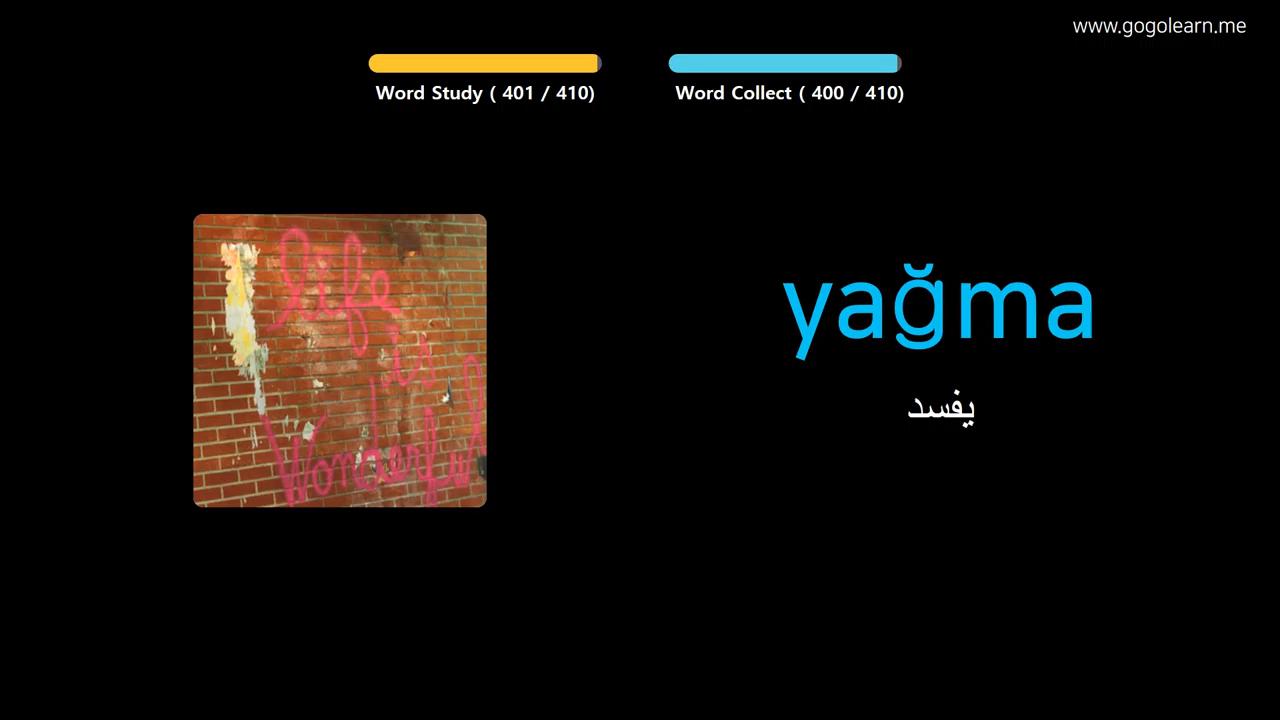 www.gogolearn.me
Word Study ( 401 / 410)
Word Collect ( 400 / 410)
life
is
Wonderful
yağma
يفسد